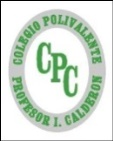 COLEGIO POLIVALENTE
CPC
PROFESOR I. CALDERON